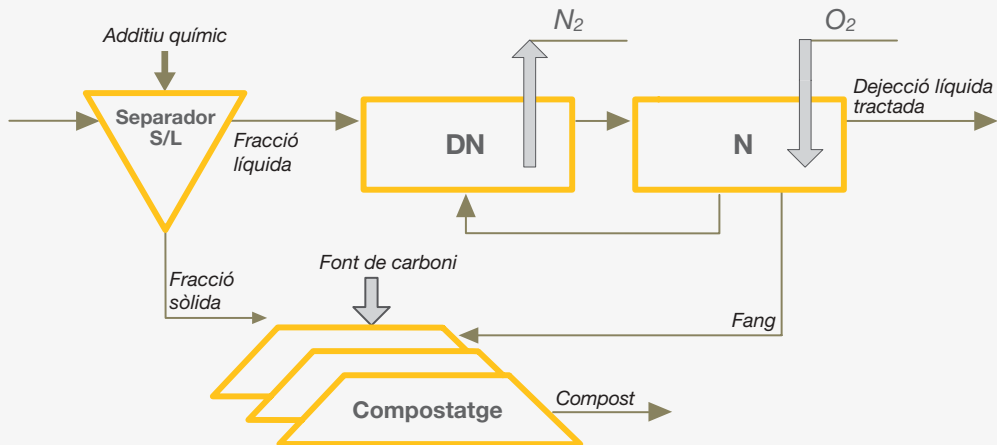 Additiu químic
N2
O2
Separador
S/L
Fracció
líquida
DN
N
Dejecció líquida
tractada
Fracció
sòlida
Font de carboni
Fang
Compostatge
Compost